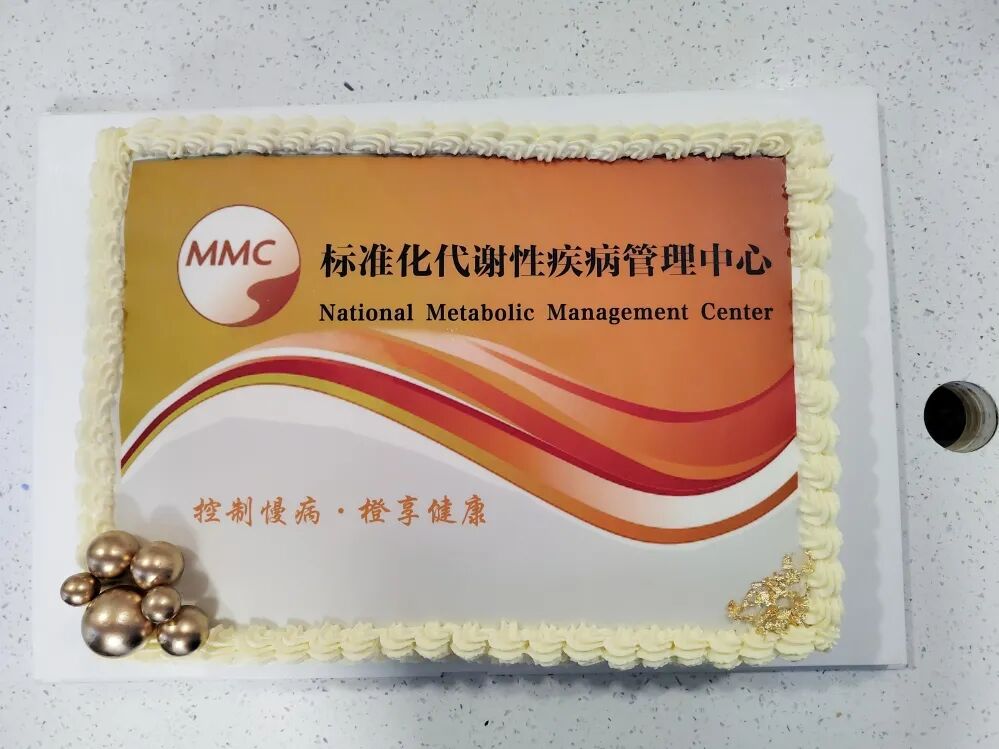 MMC
标准化代谢性疾病管理中心
National Metabolic Management Center
控制慢病·橙享健康